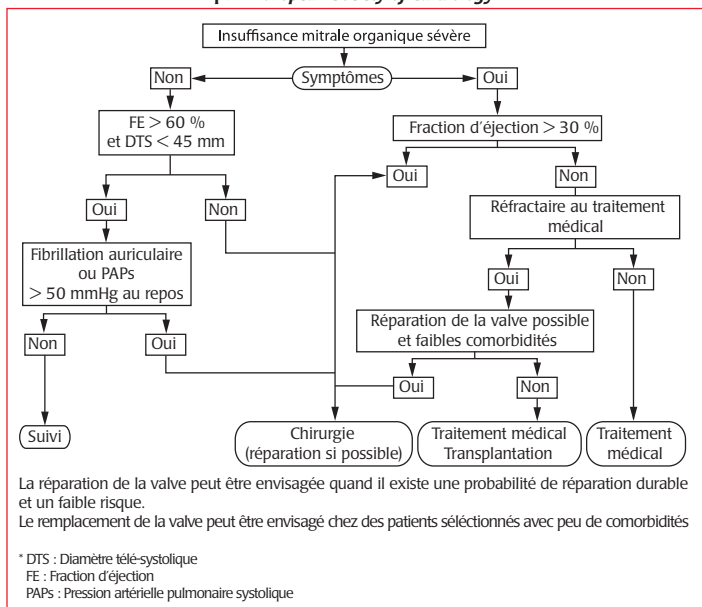 Insuffisance mitrale organique sévère
Non
Symptômes
Oui
FE > 60 %
et DTS < 45 mm
Fraction d'éjection > 30 %
Oui
Non
Oui
Non
Réfractaire au traitement
médical
Fibrillation auriculaire
ou PAPs
> 50 mmHg au repos
Oui
Non
Réparation de la valve possible
et faibles comorbidités
Non
Oui
Oui
Non
Suivi
Chirurgie
(réparation si possible)
Traitement médical
Transplantation
Traitement
médical
La réparation de la valve peut être envisagée quand il existe une probabilité de réparation durable
et un faible risque.
Le remplacement de la valve peut être envisagé chez des patients séléctionnés avec peu de comorbidités
* DTS : Diamètre télé-systolique
FE : Fraction d'éjection
PAPs : Pression artérielle pulmonaire systolique